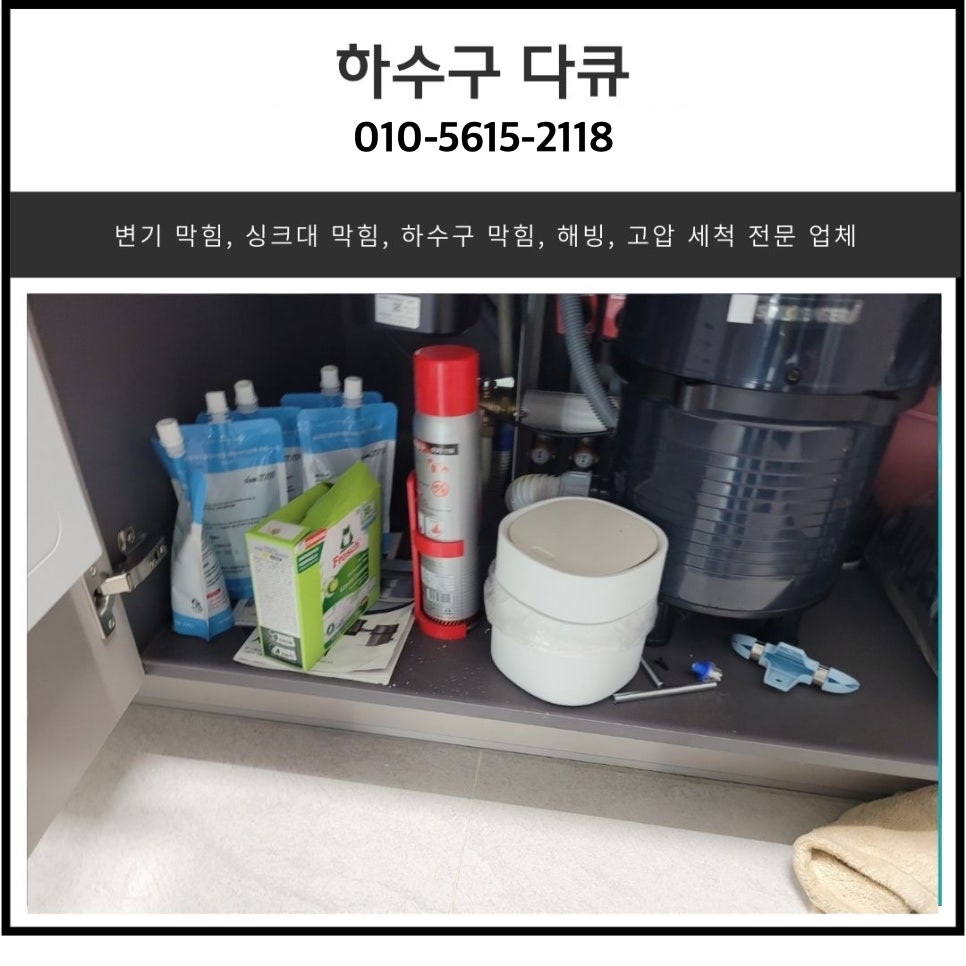 하수구 다큐
010-5615-2118
변기 막힘, 싱크대 막힘, 하수구 막힘, 해빙, 고압 세척 전문 업체
Frosch